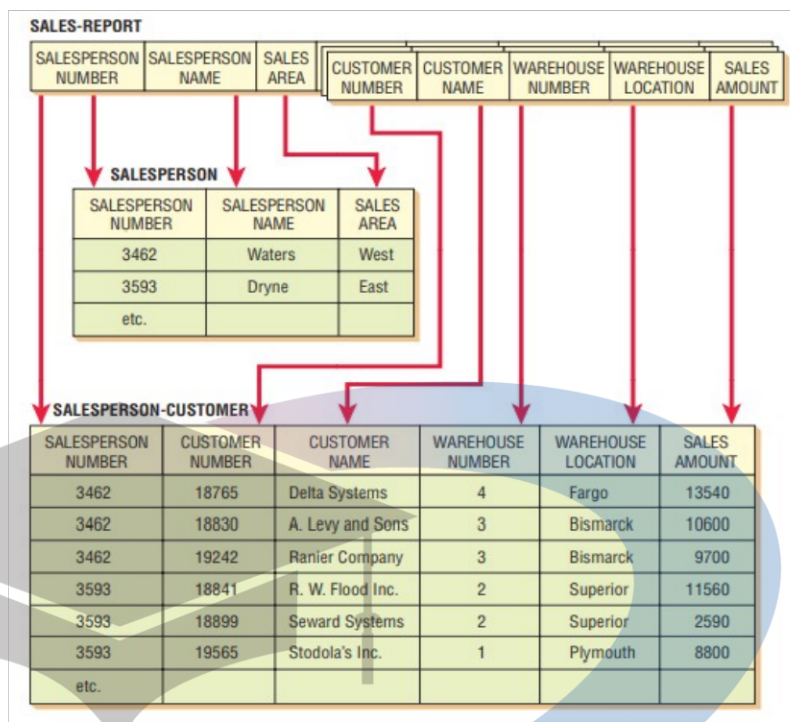 SALES-REPORT
SALESPERSON NUMBER SALESPERSON NAME SALES AREA CUSTOMER NUMBER CUSTOMER NAME WAREHOUSE NUMBER WAREHOUSE LOCATION SALES AMOUNT
SALESPERSON
SALESPERSON NUMBER SALESPERSON NAME SALES AREA
3462 Waters West
3593 Dryne East
etc.
SALESPERSON-CUSTOMER
SALESPERSON NUMBER CUSTOMER NUMBER CUSTOMER NAME WAREHOUSE NUMBER WAREHOUSE LOCATION SALES AMOUNT
3462 18765 Delta Systems 4 Fargo 13540
3462 18830 A. Levy and Sons 3 Bismarck 10600
3462 19242 Ranier Company 3 Bismarck 9700
3593 18841 R. W. Flood Inc. 2 Superior 11560
3593 18899 Seward Systems 2 Superior 2590
3593 19565 Stodola's Inc. 1 Plymouth 8800
etc.